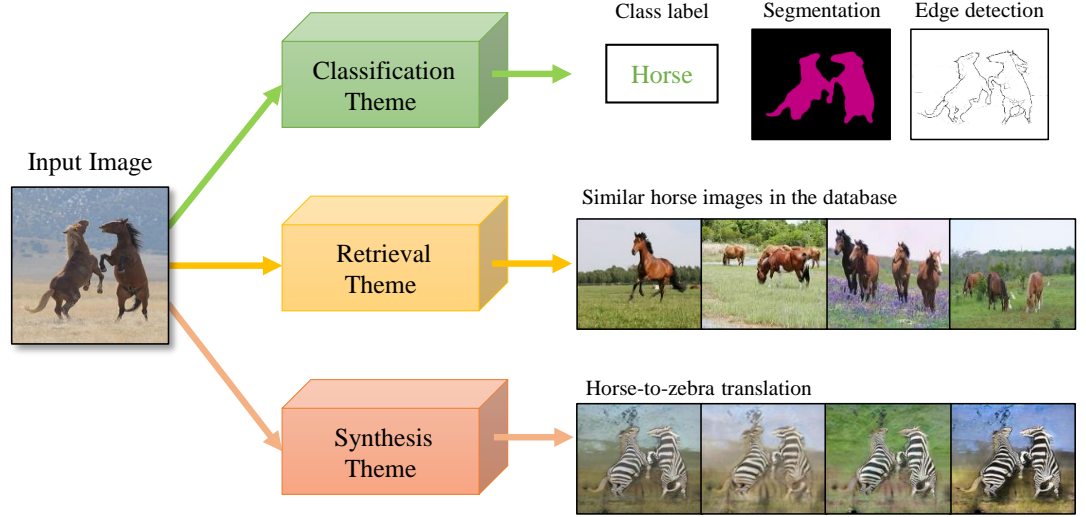 Class label
Segmentation
Edge detection
Classification
Theme
Horse
Input Image
Similar horse images in the database
Retrieval
Theme
Horse-to-zebra translation
Synthesis
Theme